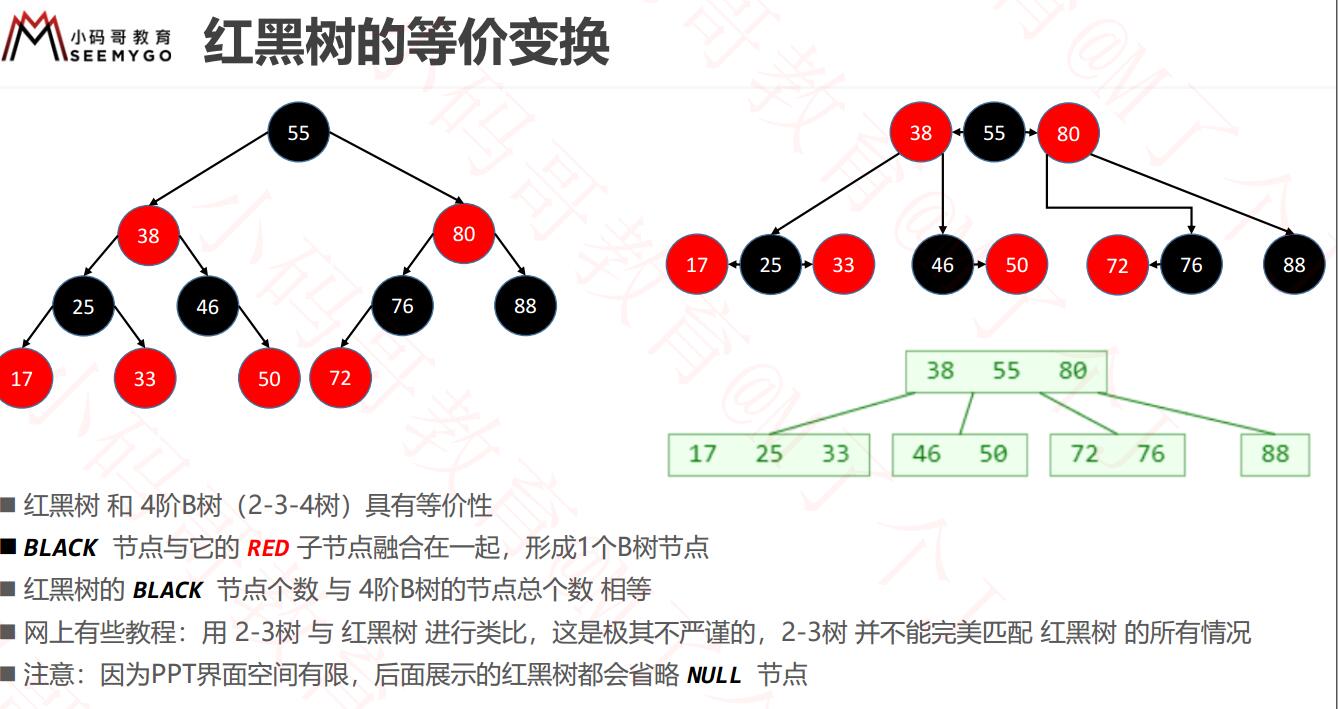 小码哥教育
SEEMYGO
红黑树的等价变换
55
38
80
25
46
76
88
17
33
50
72
38 55 80
17 25 33 46 50 72 76 88
38 55 80
17 25 33 46 50 72 76 88
■ 红黑树 和 4阶B树（2-3-4树）具有等价性
■ BLACK 节点与它的 RED 子节点融合在一起，形成1个B树节点
■ 红黑树的 BLACK 节点个数 与 4阶B树的节点总个数 相等
■ 网上有些教程：用 2-3树 与 红黑树 进行类比，这是极其不严谨的，2-3树 并不能完美匹配 红黑树 的所有情况
■ 注意：因为PPT界面空间有限，后面展示的红黑树都会省略 NULL 节点